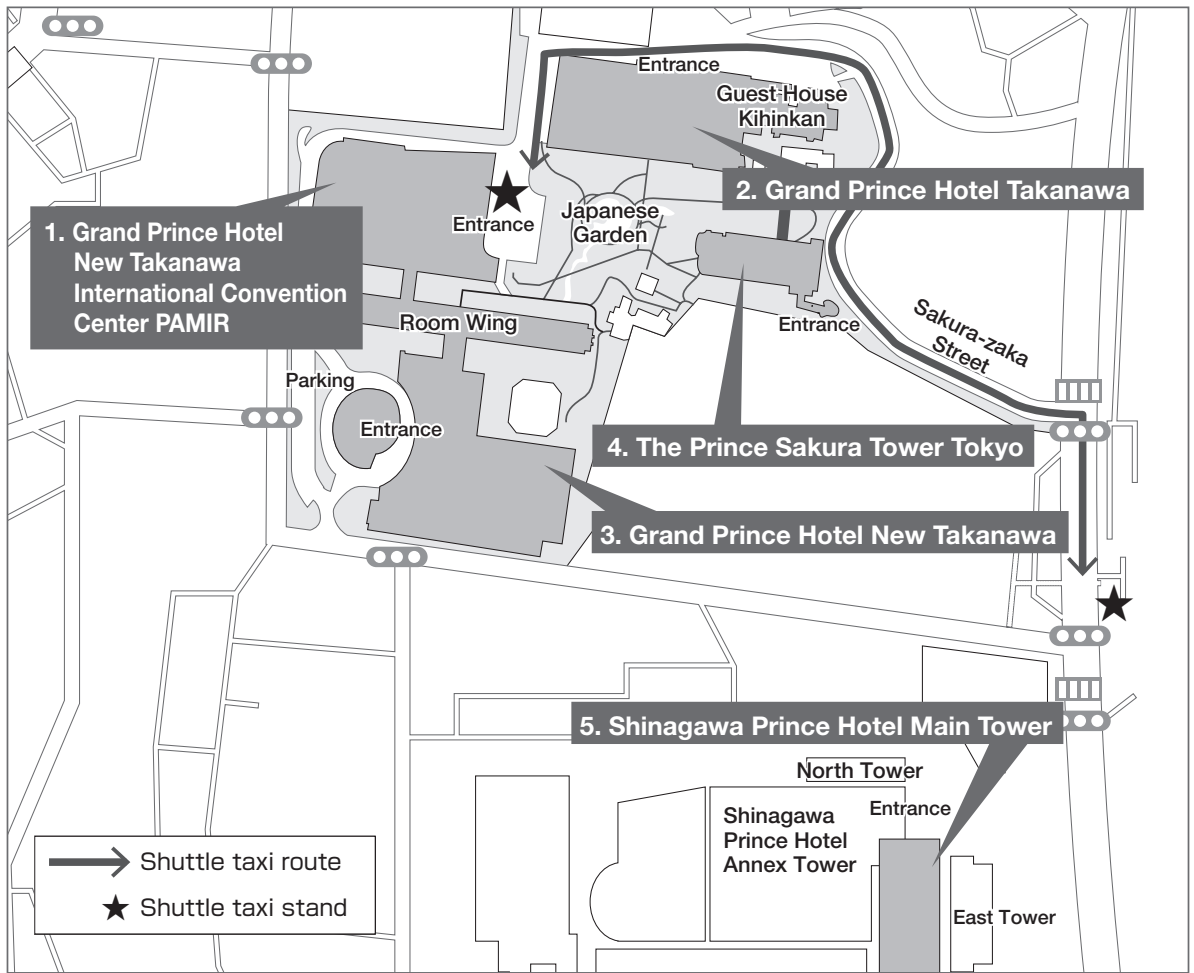 Entrance
Guest House
Kihinkan
2. Grand Prince Hotel Takanawa
1. Grand Prince Hotel
New Takanawa
International Convention
Center PAMIR
Entrance
Japanese
Garden
Room Wing
Entrance
Sakura-zaka
Street
Parking
Entrance
4. The Prince Sakura Tower Tokyo
3. Grand Prince Hotel New Takanawa
5. Shinagawa Prince Hotel Main Tower
North Tower
Entrance
Shinagawa
Prince Hotel
Annex Tower
East Tower
Shuttle taxi route
Shuttle taxi stand